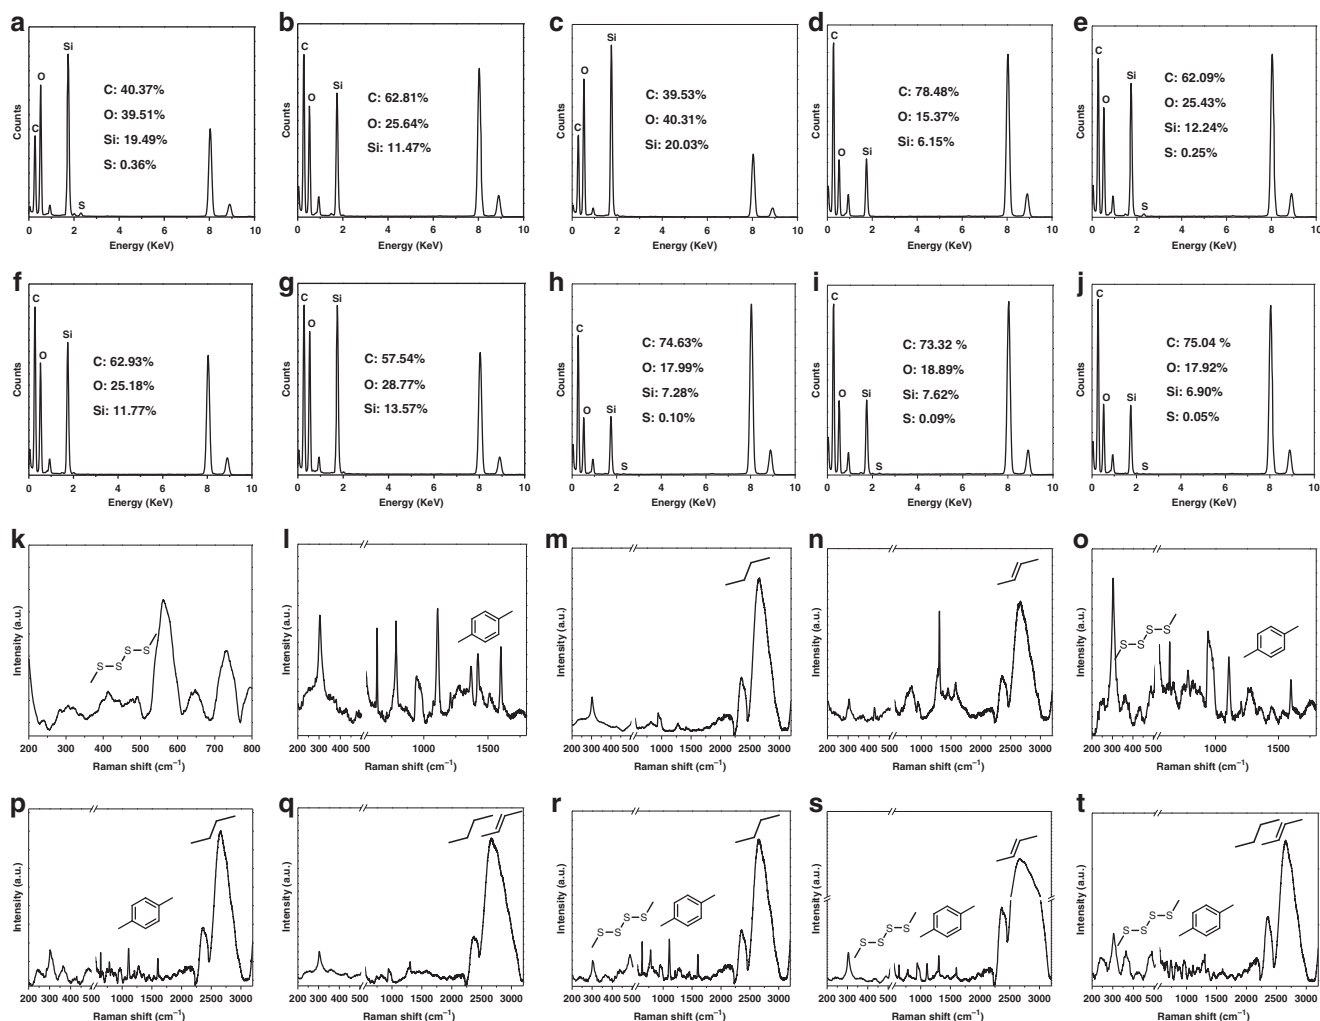 a
Si
O
C
S
C: 40.37%
O: 39.51%
Si: 19.49%
S: 0.36%
Counts
0 2 4 6 8 10
Energy (KeV)
b
C
O
Si
C: 62.81%
O: 25.64%
Si: 11.47%
Counts
0 2 4 6 8 10
Energy (KeV)
c
Si
O
C
C: 39.53%
O: 40.31%
Si: 20.03%
Counts
0 2 4 6 8 10
Energy (KeV)
d
C
O
Si
C: 78.48%
O: 15.37%
Si: 6.15%
Counts
0 2 4 6 8 10
Energy (KeV)
e
C
O
Si
S
C: 62.09%
O: 25.43%
Si: 12.24%
S: 0.25%
Counts
0 2 4 6 8 10
Energy (KeV)
f
C
O
Si
C: 62.93%
O: 25.18%
Si: 11.77%
Counts
0 2 4 6 8 10
Energy (KeV)
g
C
O
Si
C: 57.54%
O: 28.77%
Si: 13.57%
Counts
0 2 4 6 8 10
Energy (KeV)
h
C
O
Si
S
C: 74.63%
O: 17.99%
Si: 7.28%
S: 0.10%
Counts
0 2 4 6 8 10
Energy (KeV)
i
C
O
Si
S
C: 73.32 %
O: 18.89%
Si: 7.62%
S: 0.09%
Counts
0 2 4 6 8 10
Energy (KeV)
j
C
O
Si
S
C: 75.04 %
O: 17.92%
Si: 6.90%
S: 0.05%
Counts
0 2 4 6 8 10
Energy (KeV)
k
S S
S S
Intensity (a.u.)
200 300 400 500 600 700 800
Raman shift (cm⁻¹)
l
Intensity (a.u.)
200 300 400 500 1000 1500
Raman shift (cm⁻¹)
m
Intensity (a.u.)
200 300 400 500 1000 1500 2000 2500 3000
Raman shift (cm⁻¹)
n
Intensity (a.u.)
200 300 400 500 1000 1500 2000 2500 3000
Raman shift (cm⁻¹)
o
S S
S S
Intensity (a.u.)
200 300 400 500 1000 1500
Raman shift (cm⁻¹)
p
Intensity (a.u.)
200 300 400 500 1000 1500 2000 2500 3000
Raman shift (cm⁻¹)
q
Intensity (a.u.)
200 300 400 500 1000 1500 2000 2500 3000
Raman shift (cm⁻¹)
r
S S
S S
Intensity (a.u.)
200 300 400 500 1000 1500 2000 2500 3000
Raman shift (cm⁻¹)
s
S S
S S
Intensity (a.u.)
200 300 400 500 1000 1500 2000 2500 3000
Raman shift (cm⁻¹)
t
S S
S S
Intensity (a.u.)
200 300 400 500 1000 1500 2000 2500 3000
Raman shift (cm⁻¹)